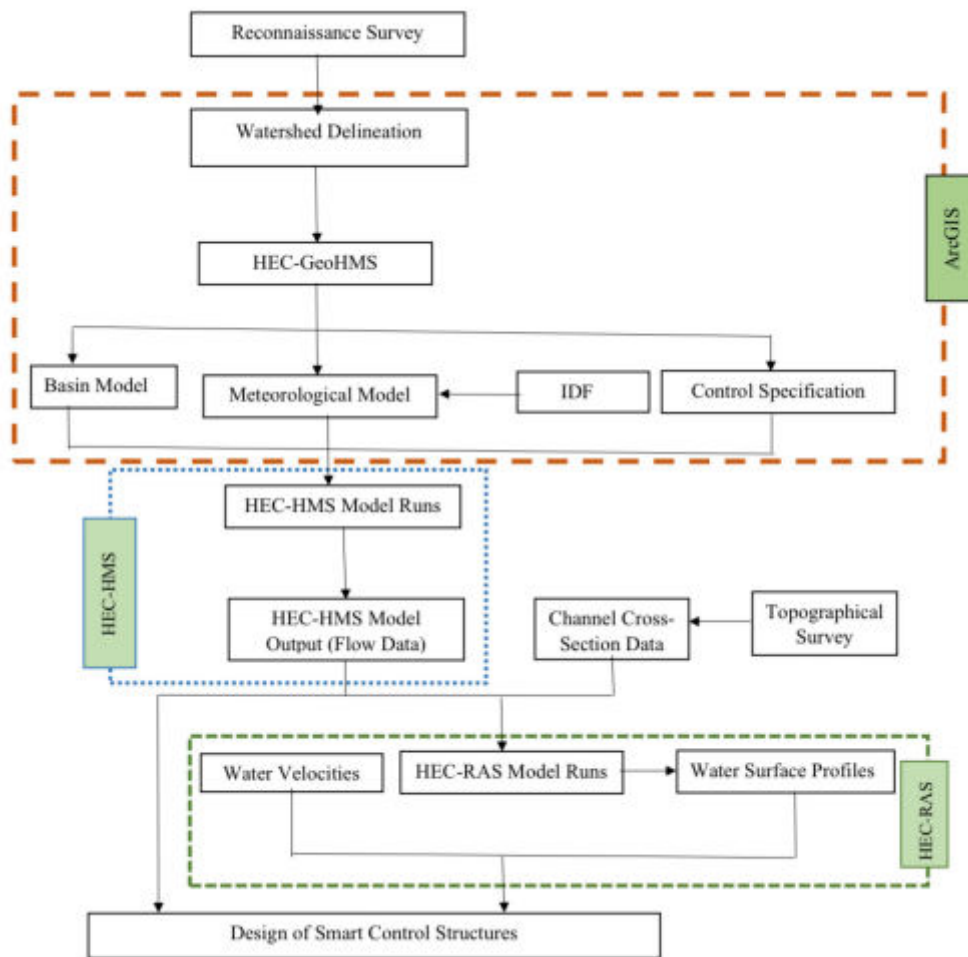 Reconnaissance Survey
Watershed Delineation
ArcGIS
HEC-GeoHMS
Basin Model
Meteorological Model
IDF
Control Specification
HEC-HMS Model Runs
HEC-HMS
HEC-HMS Model
Output (Flow Data)
Channel Cross-
Section Data
Topographical
Survey
Water Velocities
HEC-RAS Model Runs
Water Surface Profiles
HEC-RAS
Design of Smart Control Structures